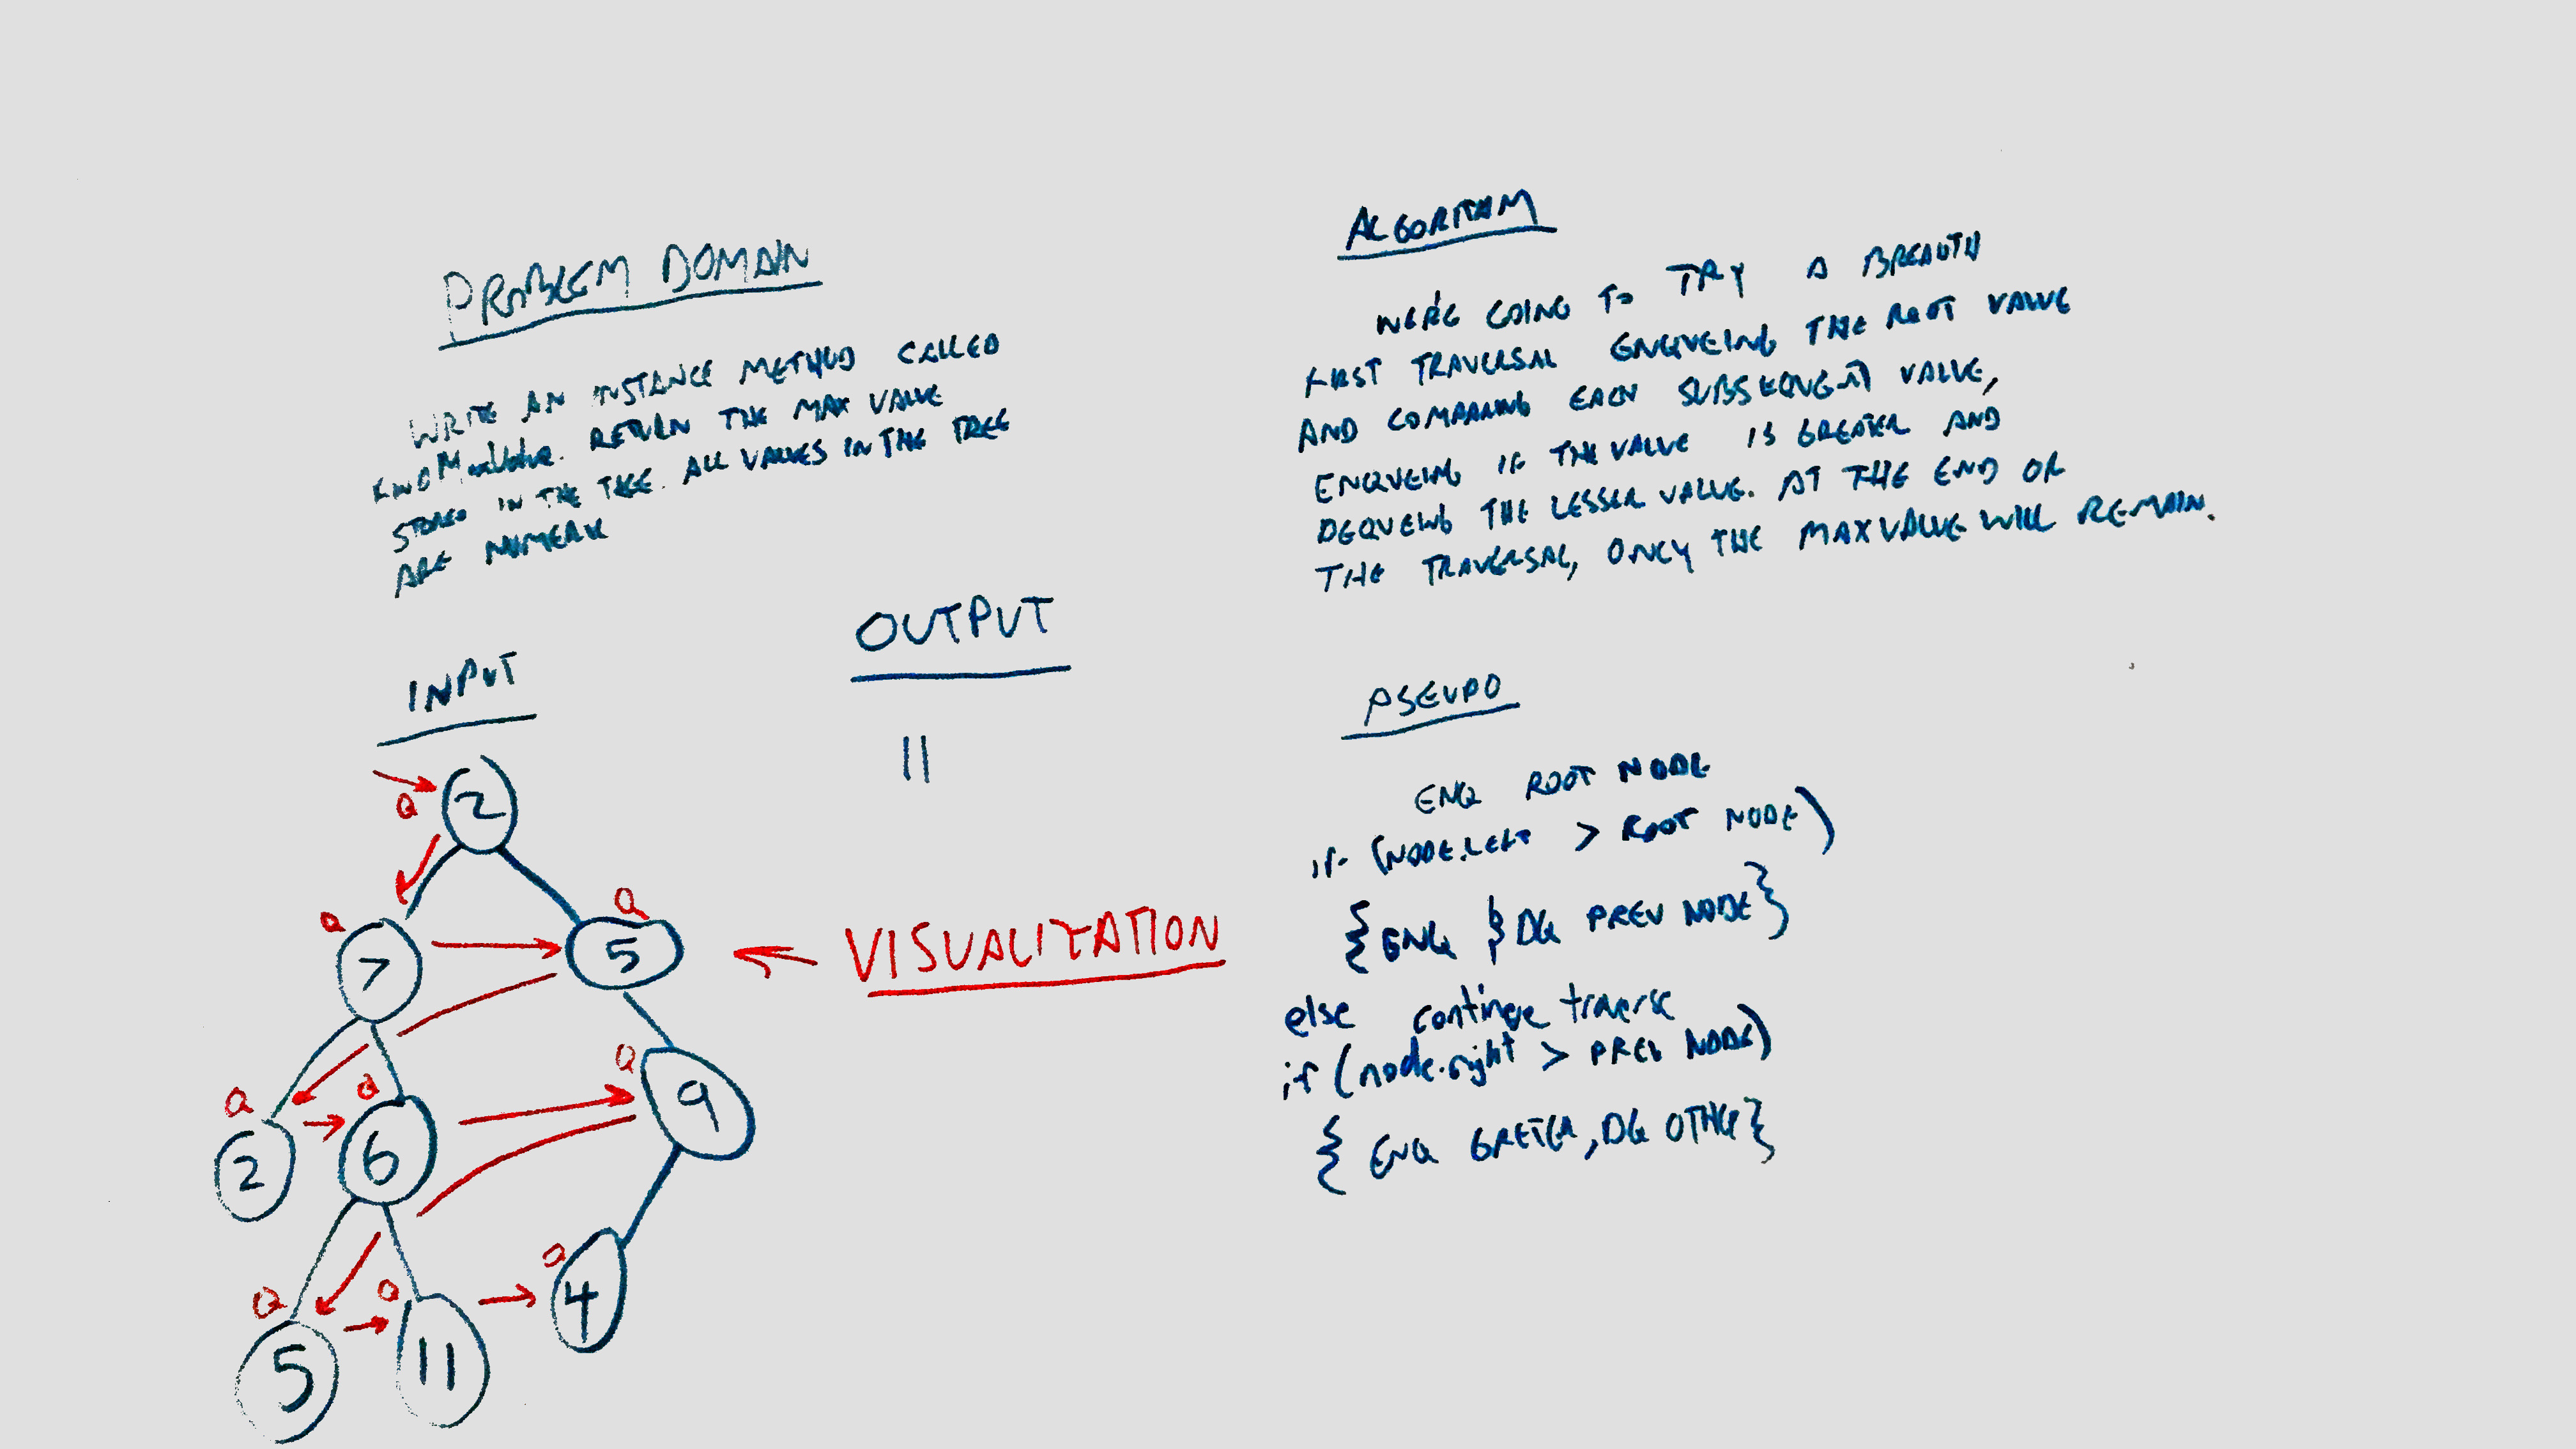 PROBLEM DOMAIN
WRITE AN INSTANCE METHOD CALLED
FINDMaxValue. RETURN THE MAX VALUE
STORED IN THE TREE. ALL VALUES IN THE TREE
ARE NUMERIC
INPUT
OUTPUT
11
Q
2
Q
7
Q
5
VISUALIZATION
Q
2
Q
6
Q
9
Q
5
Q
11
Q
4
ALGORITHM
WE'RE GOING TO TRY A BREADTH
FIRST TRAVERSAL ENQUEING THE ROOT VALUE
AND COMPARING EACH SUBSEQUENT VALUE,
ENQUEING IF THE VALUE IS GREATER AND
DEQUEING THE LESSER VALUE. AT THE END OF
THE TRAVERSAL, ONLY THE MAX VALUE WILL REMAIN.
PSEUDO
ENQ ROOT NODE
if (NODE.LEFT > ROOT NODE)
{ENQ & DQ PREV NODE}
else continue traverse
if (node.right > PREV NODE)
{ ENQ GRETER, DQ OTHE}